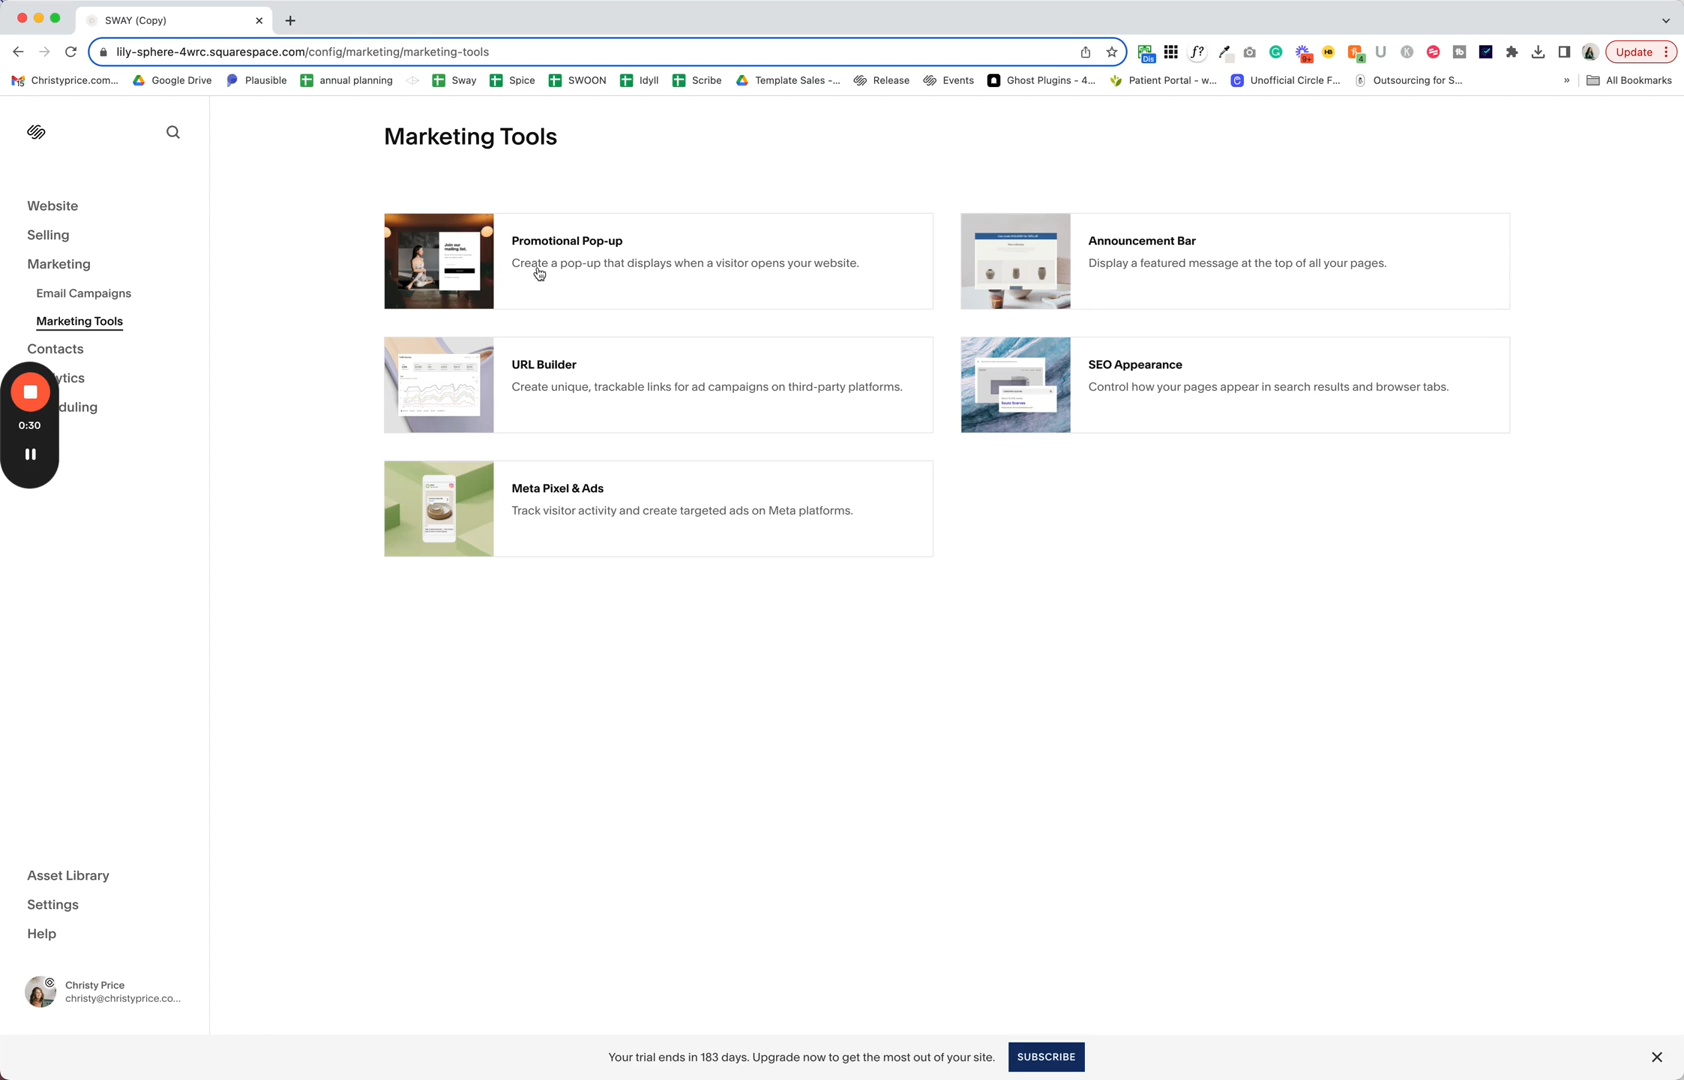 SWAY (Copy)
lily-sphere-4wrc.squarespace.com/config/marketing/marketing-tools
Update
Christyprice.com...
Google Drive
Plausible
annual planning
Sway
Spice
SWOON
Idyll
Scribe
Template Sales -...
Release
Events
Ghost Plugins - 4...
Patient Portal - w...
Unofficial Circle F...
Outsourcing for S...
»
All Bookmarks
Marketing Tools
Website
Selling
Marketing
Email Campaigns
Marketing Tools
Contacts
ytics
duling
0:30
Promotional Pop-up
Create a pop-up that displays when a visitor opens your website.
Join our
mailing list.
Announcement Bar
Display a featured message at the top of all your pages.
URL Builder
Create unique, trackable links for ad campaigns on third-party platforms.
SEO Appearance
Control how your pages appear in search results and browser tabs.
Meta Pixel & Ads
Track visitor activity and create targeted ads on Meta platforms.
Asset Library
Settings
Help
Christy Price
christy@christyprice.co...
Your trial ends in 183 days. Upgrade now to get the most out of your site.
SUBSCRIBE